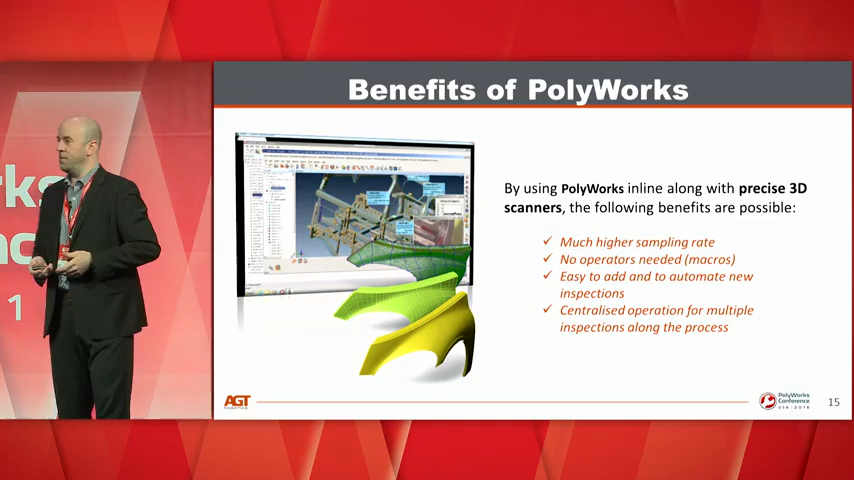 Benefits of PolyWorks
By using PolyWorks inline along with precise 3D
scanners, the following benefits are possible:
✓ Much higher sampling rate
✓ No operators needed (macros)
✓ Easy to add and to automate new
inspections
✓ Centralised operation for multiple
inspections along the process
AGT
PolyWorks
Conference
USA | 2016
15
ks
1